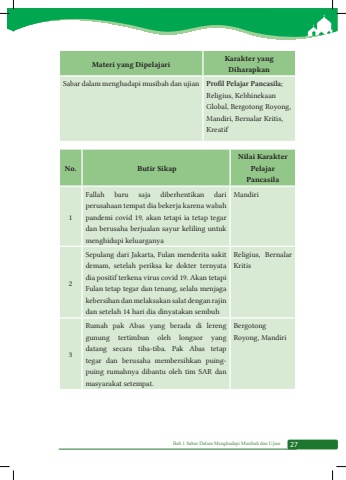 Materi yang Dipelajari
Karakter yang
Diharapkan
Sabar dalam menghadapi musibah dan ujian
Profil Pelajar Pancasila;
Religius, Kebhinekaan
Global, Bergotong Royong,
Mandiri, Bernalar Kritis,
Kreatif
No.
Butir Sikap
Nilai Karakter
Pelajar
Pancasila
1
Fallah baru saja diberhentikan dari
perusahaan tempat dia bekerja karena wabah
pandemi covid 19, akan tetapi ia tetap tegar
dan berusaha berjualan sayur keliling untuk
menghidupi keluarganya
Mandiri
2
Sepulang dari Jakarta, Fulan menderita sakit
demam, setelah periksa ke dokter ternyata
dia positif terkena virus covid 19. Akan tetapi
Fulan tetap tegar dan tenang, selalu menjaga
kebersihan dan melaksakan salat dengan rajin
dan setelah 14 hari dia dinyatakan sembuh
Religius, Bernalar
Kritis
3
Rumah pak Abas yang berada di lereng
gunung tertimbun oleh longsor yang
datang secara tiba-tiba. Pak Abas tetap
tegar dan berusaha membersihkan puing-
puing rumahnya dibantu oleh tim SAR dan
masyarakat setempat.
Bergotong
Royong, Mandiri
Bab 1 Sabar Dalam Menghadapi Musibah dan Ujian
27